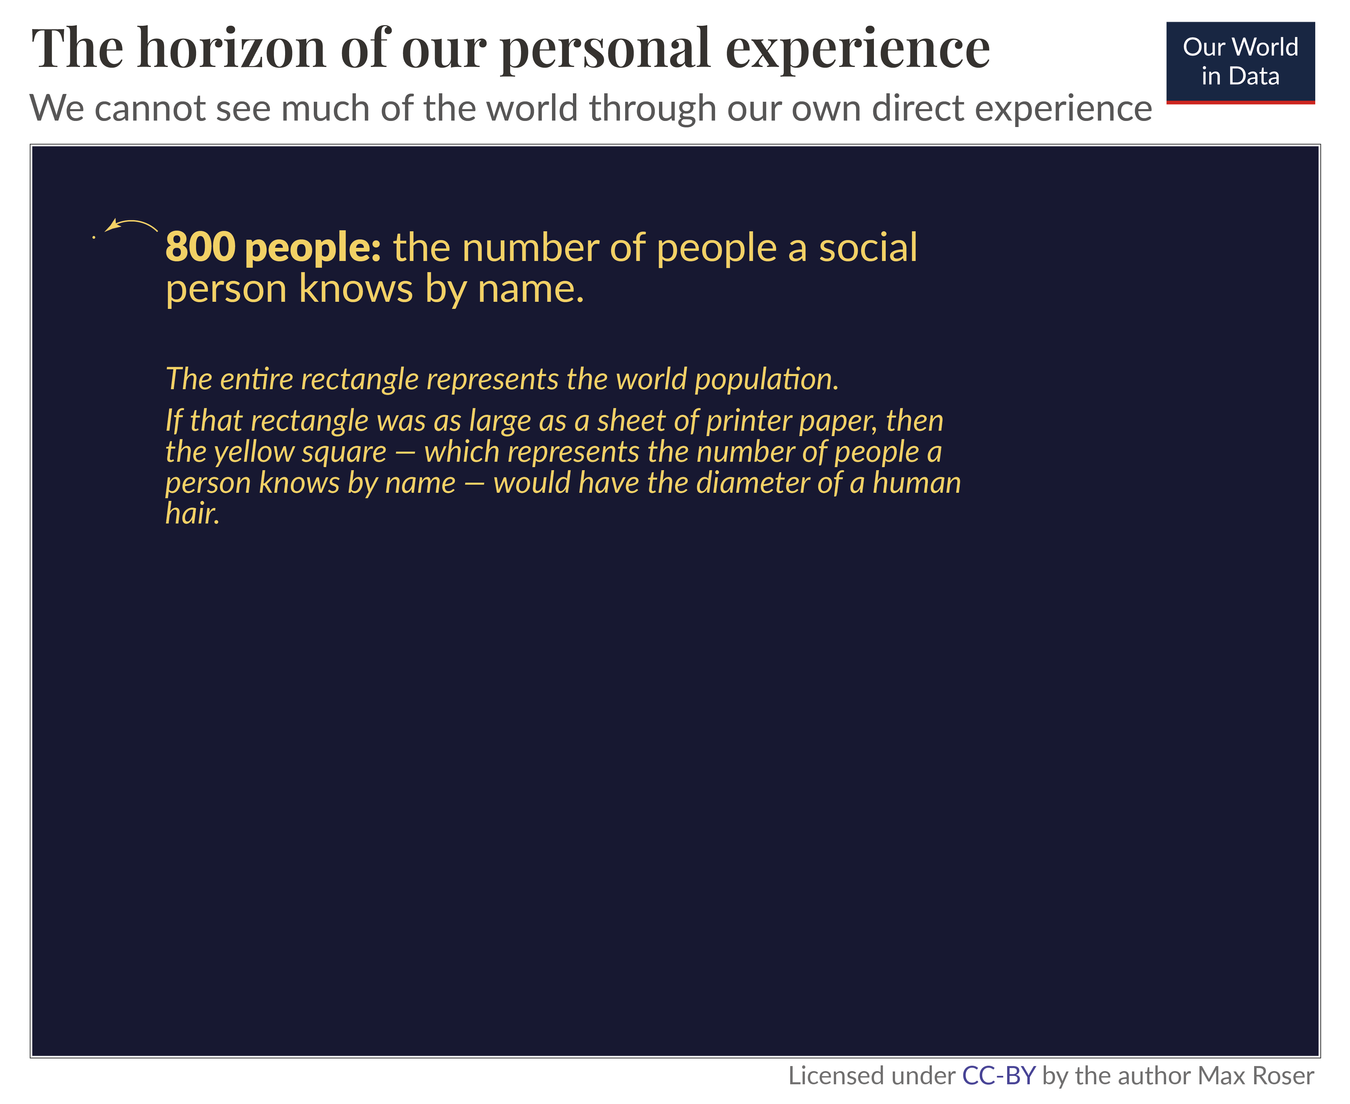 The horizon of our personal experience
We cannot see much of the world through our own direct experience
Our World
in Data
800 people: the number of people a social
person knows by name.
The entire rectangle represents the world population.
If that rectangle was as large as a sheet of printer paper, then
the yellow square — which represents the number of people a
person knows by name — would have the diameter of a human
hair.
Licensed under CC-BY by the author Max Roser